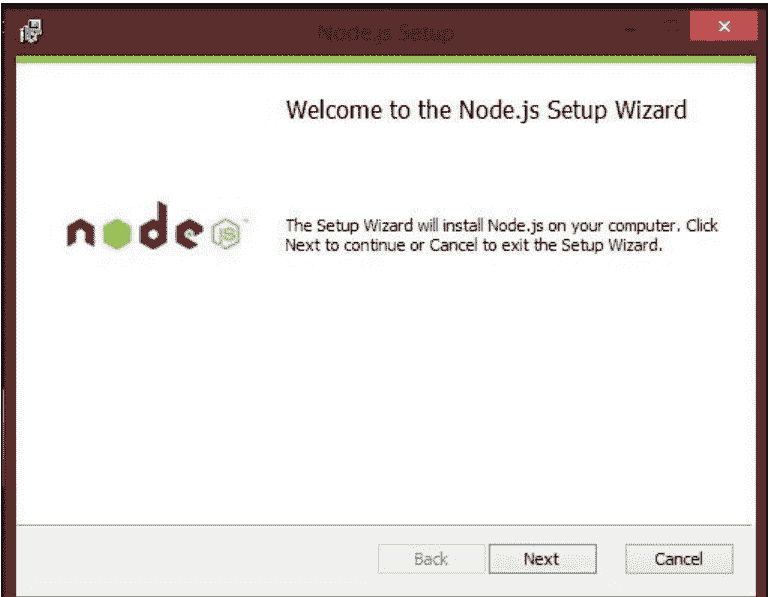 Node.js Setup
Welcome to the Node.js Setup Wizard
node JS
The Setup Wizard will install Node.js on your computer. Click
Next to continue or Cancel to exit the Setup Wizard.
Back
Next
Cancel